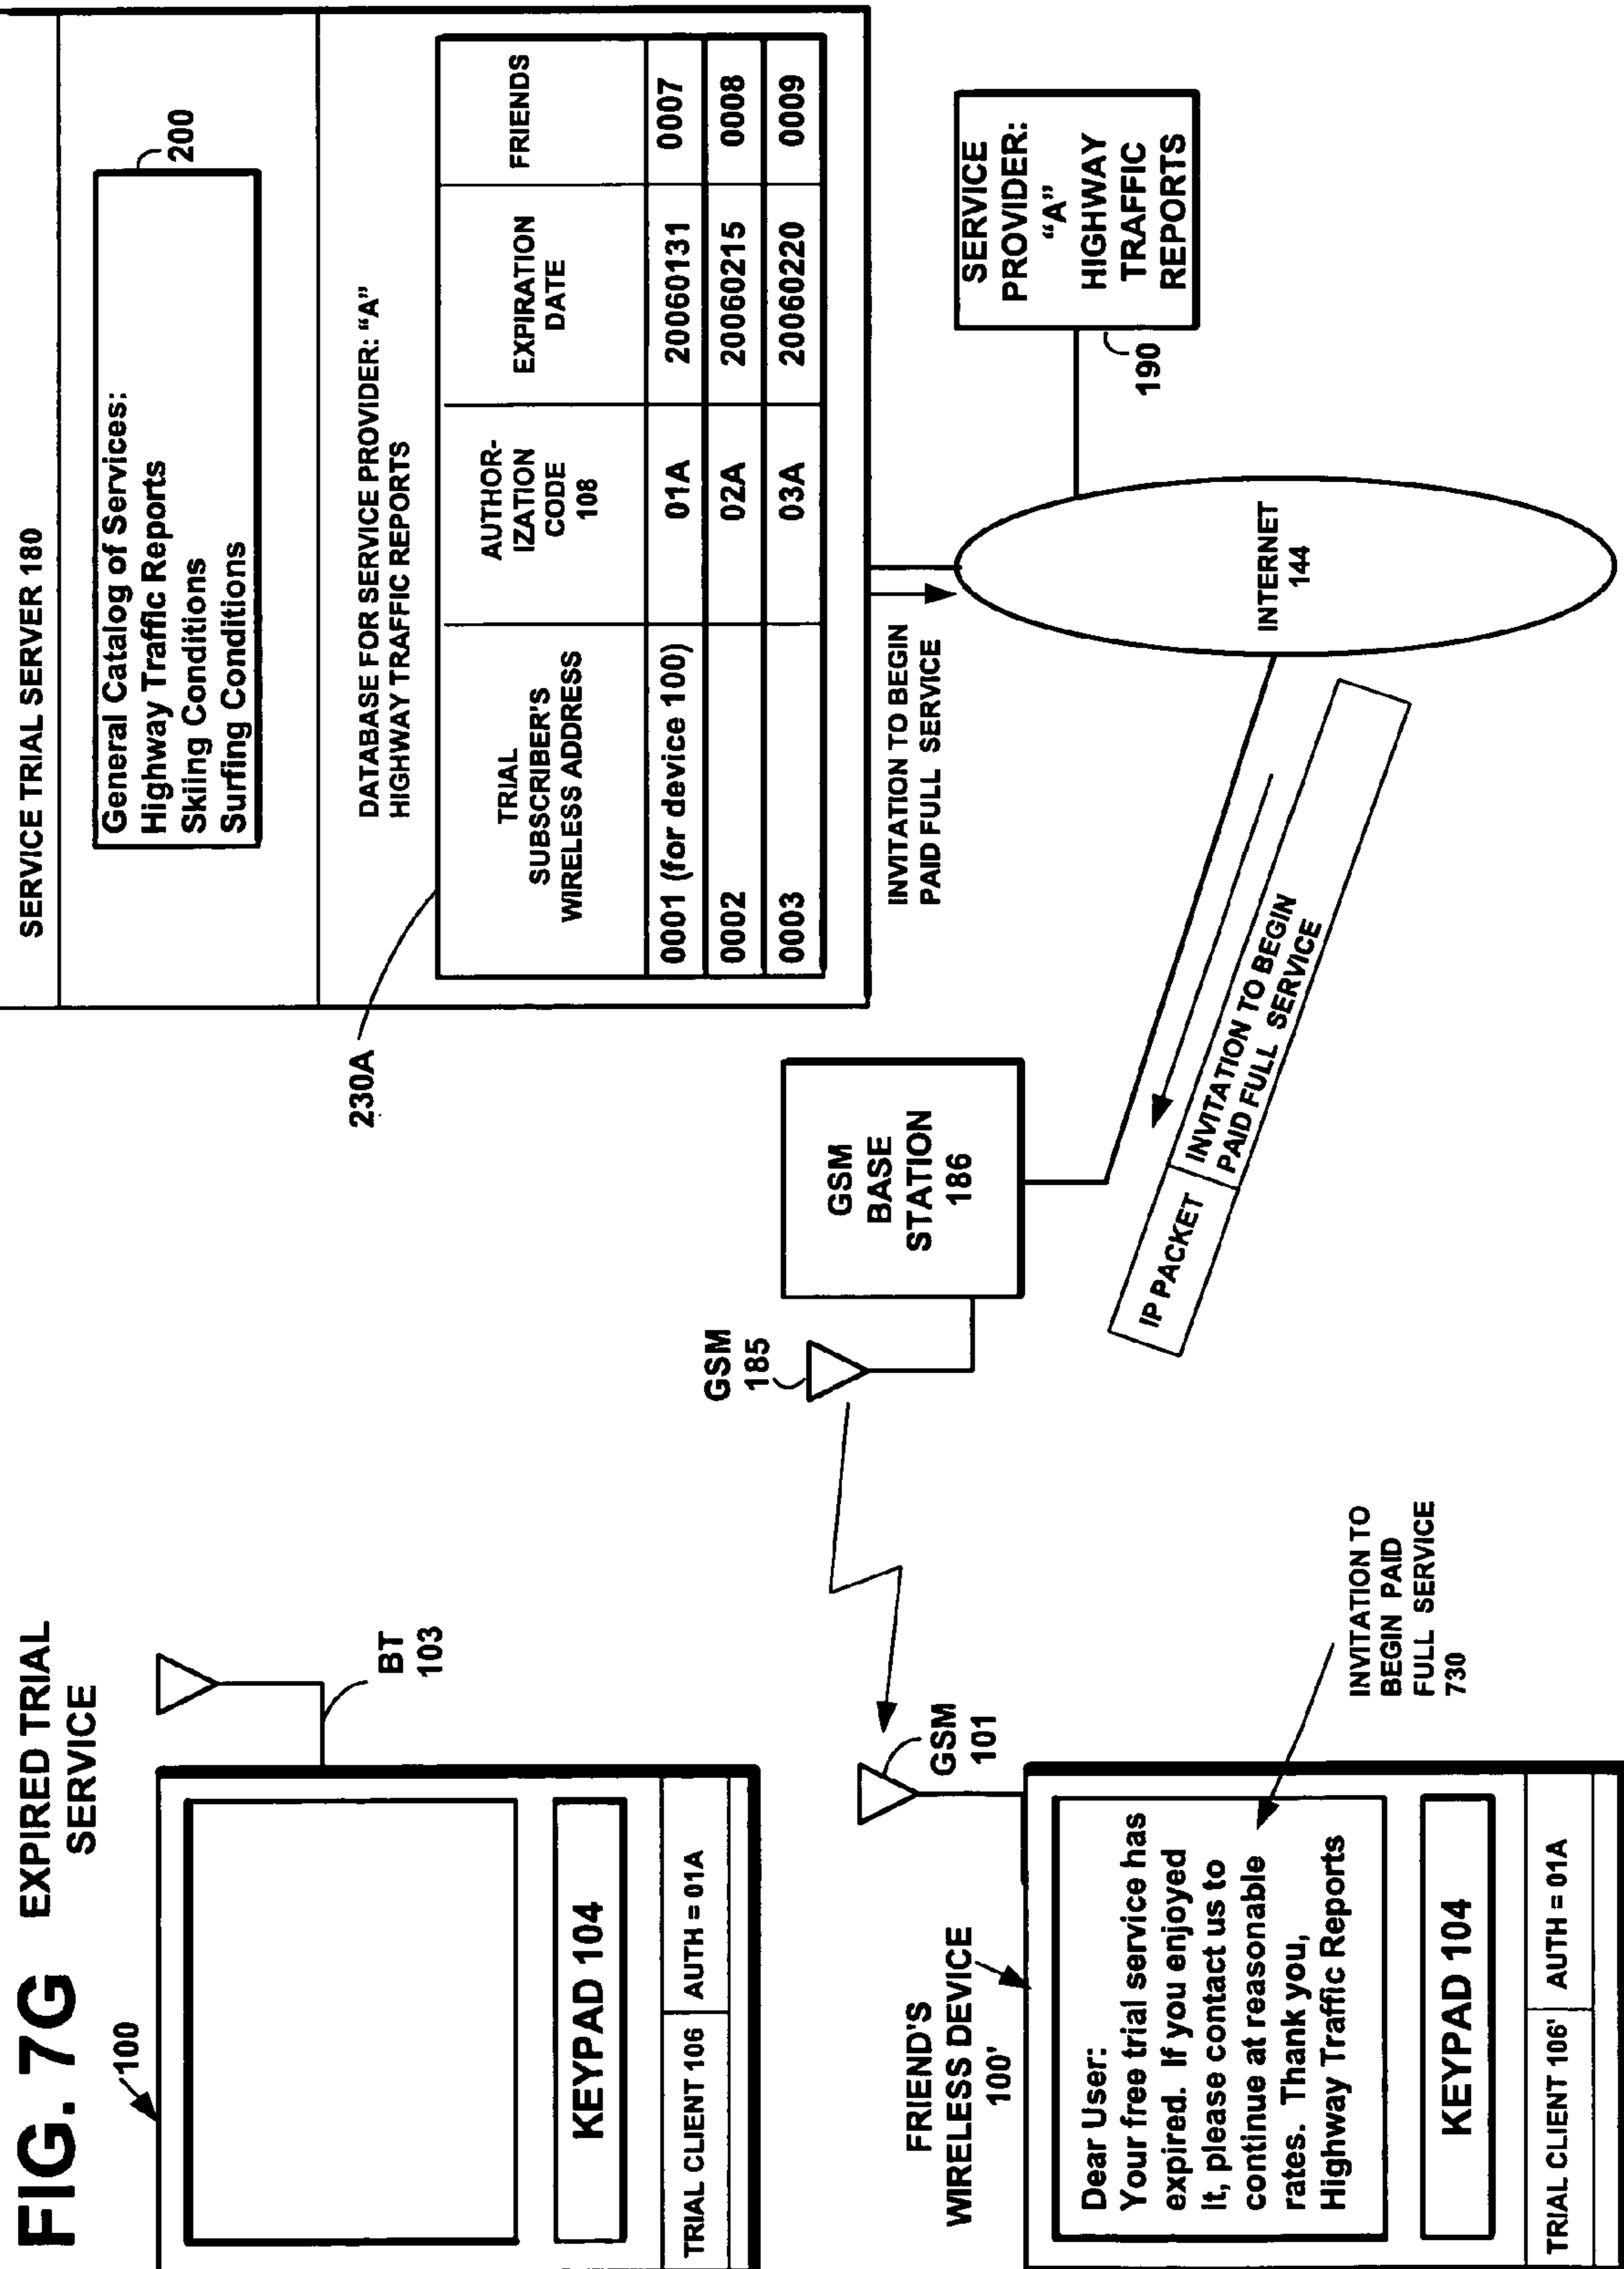 FIG. 7G
EXPIRED TRIAL
SERVICE
100
KEYPAD 104
TRIAL CLIENT 106
AUTH = 01A
BT
103
FRIEND'S
WIRELESS DEVICE
100'
Dear User:
Your free trial service has
expired. If you enjoyed
it, please contact us to
continue at reasonable
rates. Thank you,
Highway Traffic Reports
KEYPAD 104
TRIAL CLIENT 106'
AUTH = 01A
GSM
101
INVITATION TO
BEGIN PAID
FULL SERVICE
730
GSM
185
GSM
BASE
STATION
186
IP PACKET
INVITATION TO BEGIN
PAID FULL SERVICE
SERVICE TRIAL SERVER 180
General Catalog of Services:
Highway Traffic Reports
Skiing Conditions
Surfing Conditions
200
DATABASE FOR SERVICE PROVIDER: “A”
HIGHWAY TRAFFIC REPORTS
230A
TRIAL
SUBSCRIBER'S
WIRELESS ADDRESS
AUTHOR-
IZATION
CODE
108
EXPIRATION
DATE
FRIENDS
0001 (for device 100) 01A 20060131 0007
0002 02A 20060215 0008
0003 03A 20060220 0009
INVITATION TO BEGIN
PAID FULL SERVICE
INTERNET
144
SERVICE
PROVIDER:
“A”
HIGHWAY
TRAFFIC
REPORTS
190